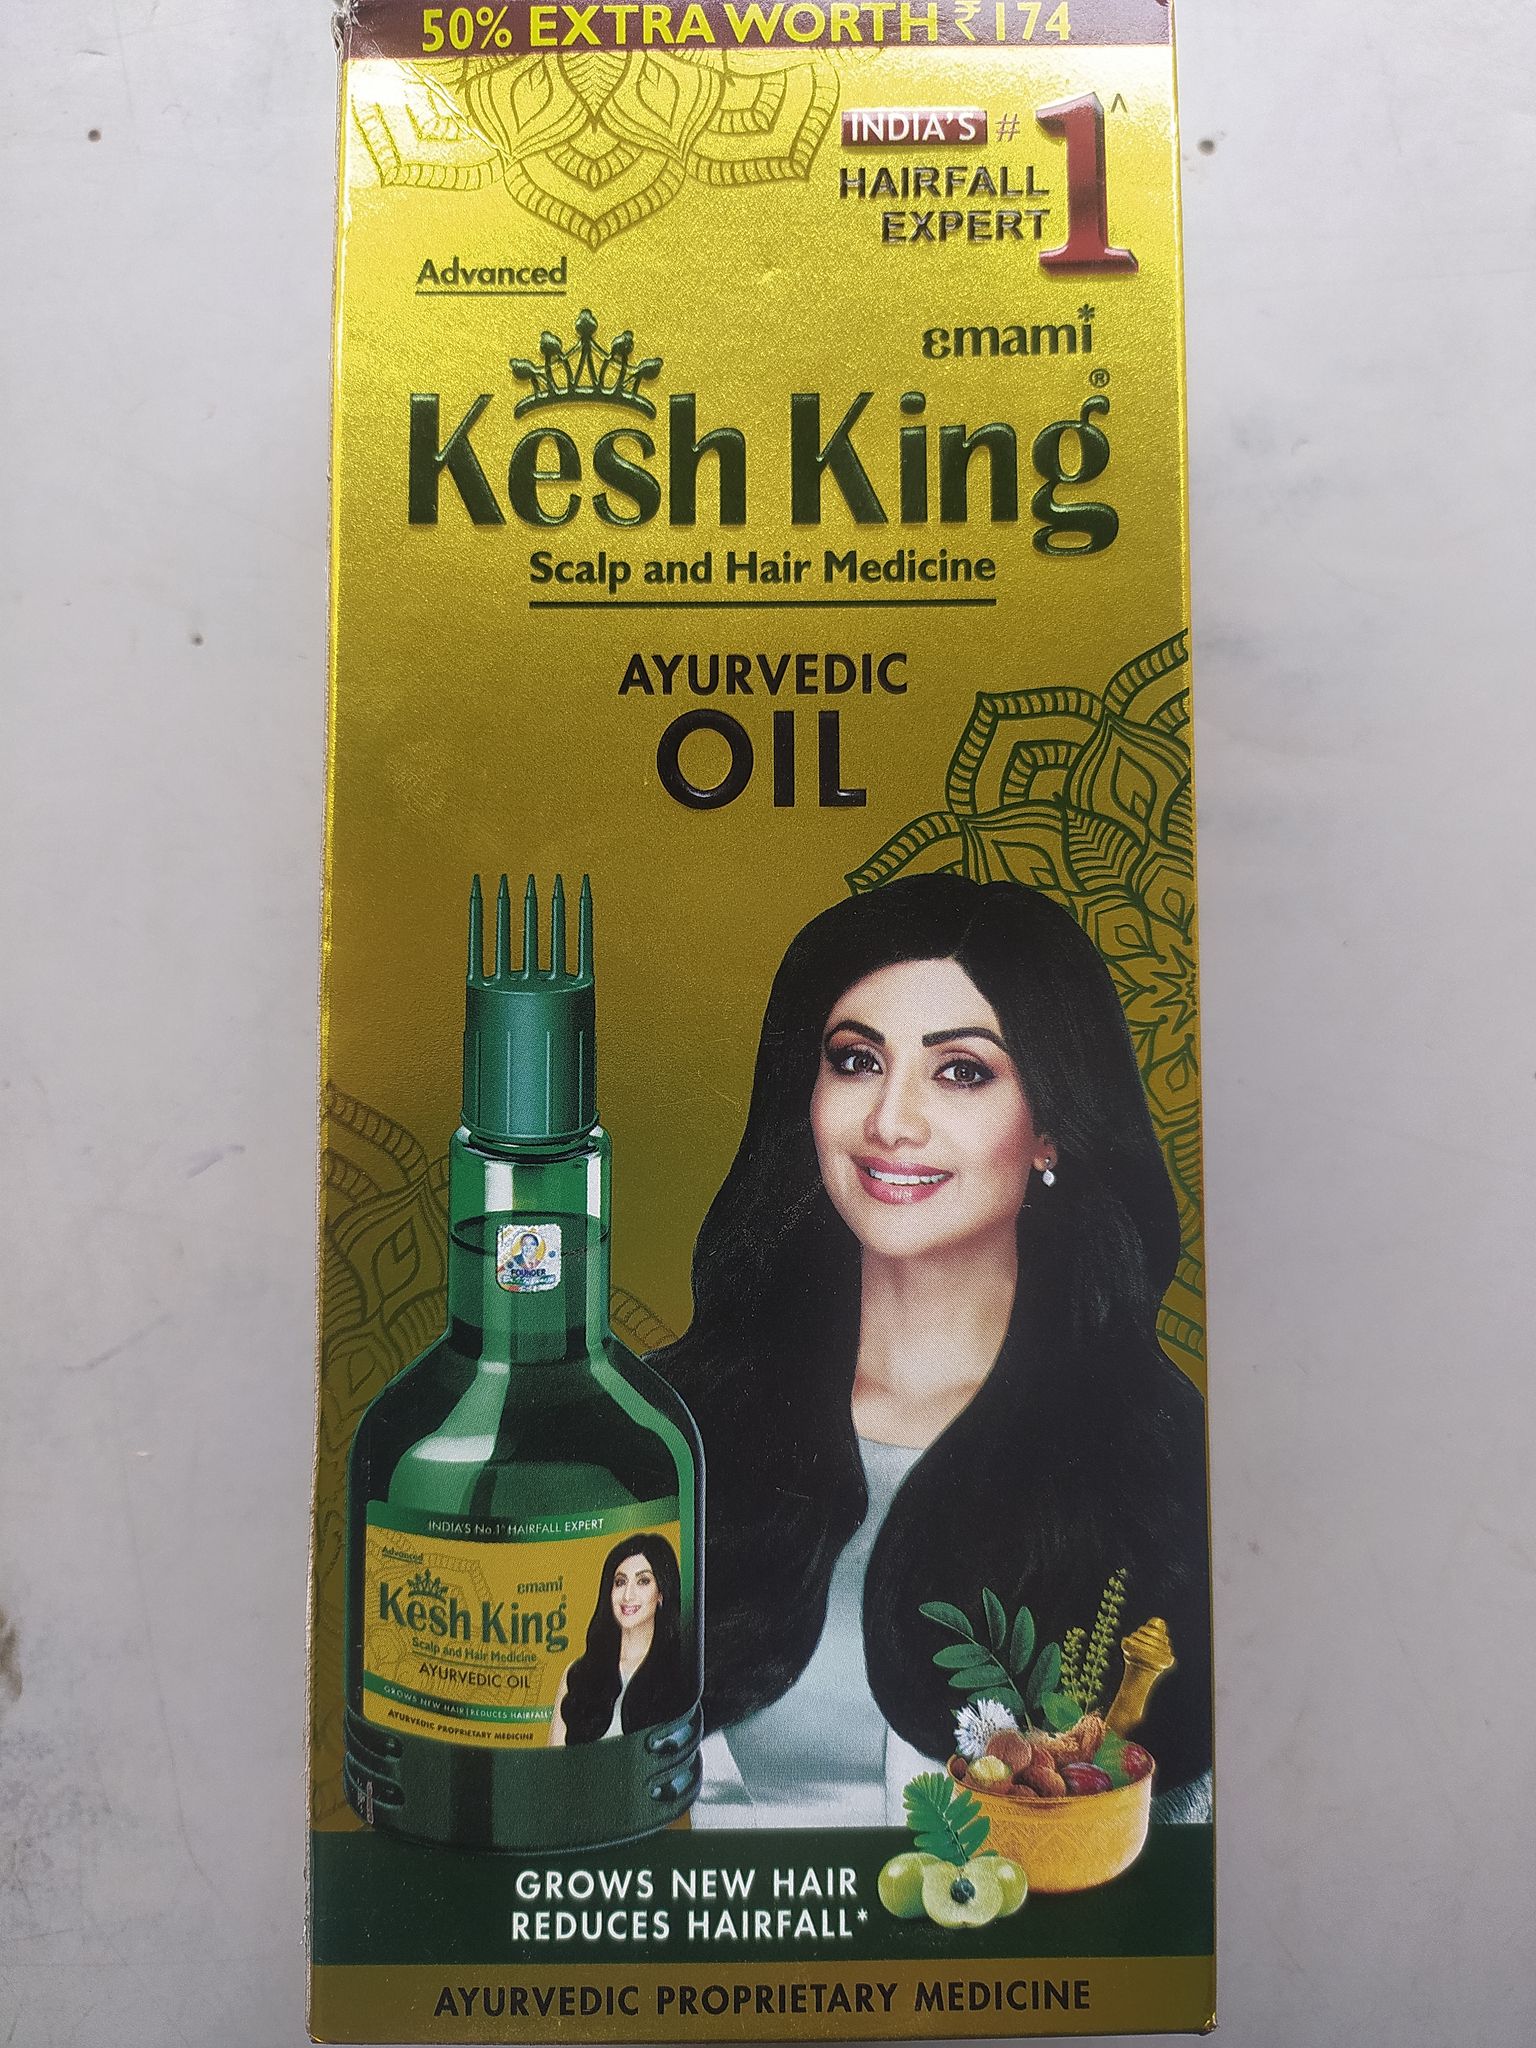 50% EXTRA WORTH ₹174
INDIA'S # 1^
HAIRFALL
EXPERT
Advanced
emami*
Kesh King®
Scalp and Hair Medicine
AYURVEDIC
OIL
FOUNDER
INDIA'S No.1^ HAIRFALL EXPERT
Advanced
emami
Kesh King
Scalp and Hair Medicine
AYURVEDIC OIL
GROWS NEW HAIR | REDUCES HAIRFALL*
AYURVEDIC PROPRIETARY MEDICINE
GROWS NEW HAIR
REDUCES HAIRFALL*
AYURVEDIC PROPRIETARY MEDICINE